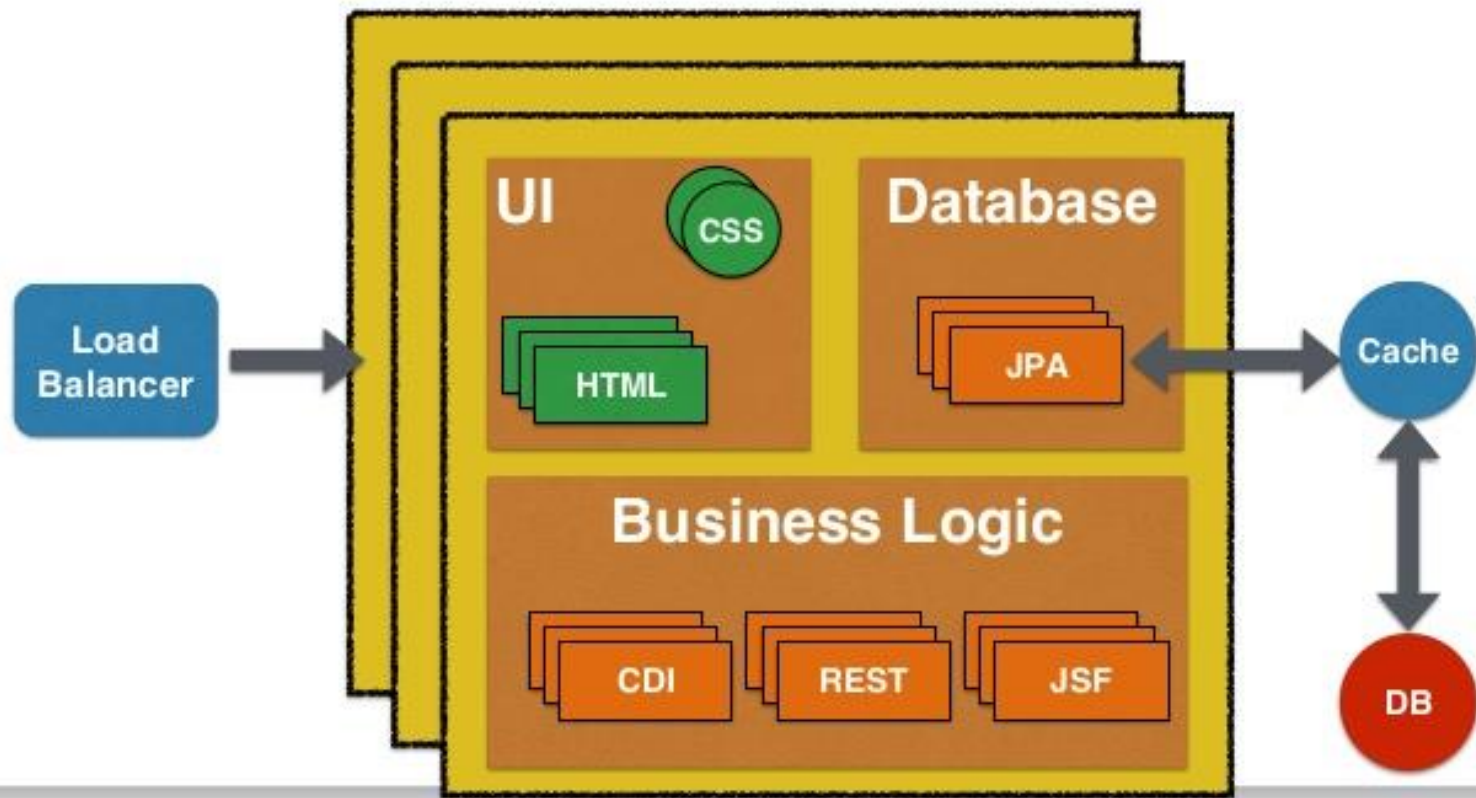 Load
Balancer
UI
CSS
HTML
Database
JPA
Business Logic
CDI
REST
JSF
Cache
DB